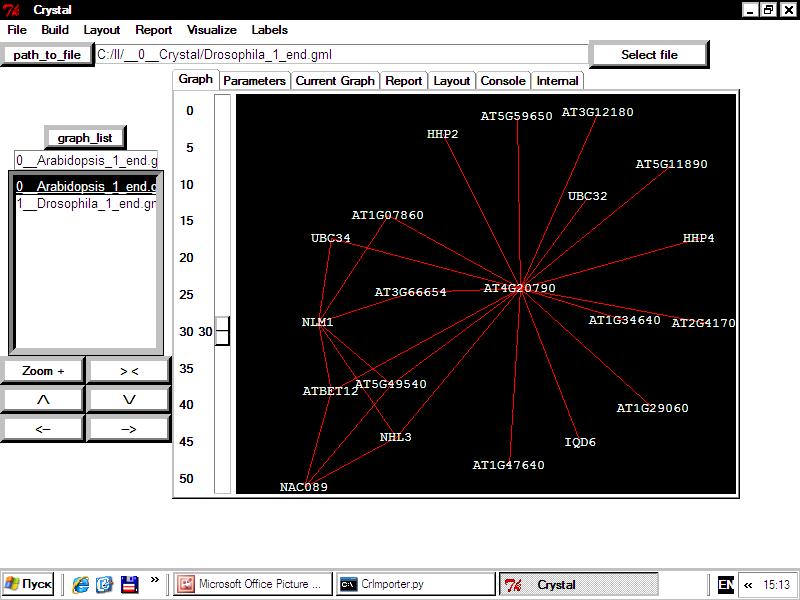 Crystal
File Build Layout Report Visualize Labels
path_to_file C:/II/__0__Crystal/Drosophila_1_end.gml Select file
Graph Parameters Current Graph Report Layout Console Internal
graph_list
0__Arabidopsis_1_end.g
0__Arabidopsis_1_end.g
1__Drosophila_1_end.gm
Zoom + > <
/\ \/
<-- -->
0
5
10
15
20
25
30 30
35
40
45
50
AT5G59650 AT3G12180
HHP2
AT5G11890
UBC32
AT1G07860
UBC34 HHP4
AT3G66654 AT4G20790
NLM1 AT1G34640 AT2G4170
ATBET12 AT5G49540
AT1G29060
NHL3 IQD6
AT1G47640
NAC089
Пуск » Microsoft Office Picture ... CrImporter.py Crystal EN « 15:13